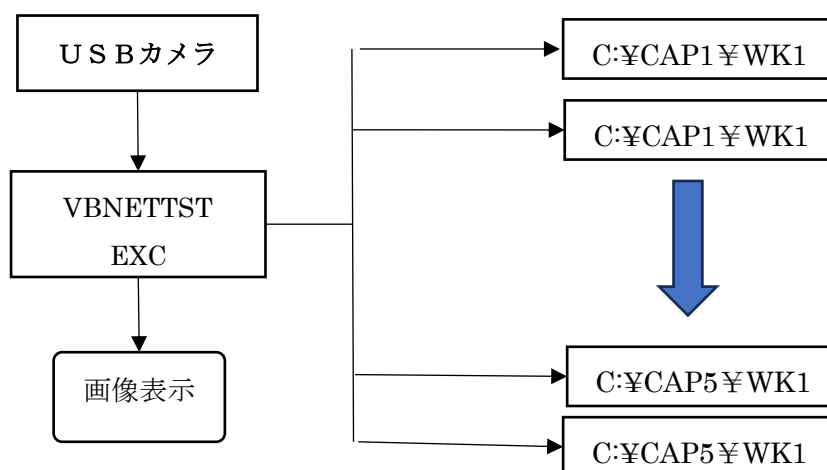 ＵＳＢカメラ
VBNETTST
EXC
画像表示
C:¥CAP1￥WK1
C:¥CAP1￥WK1
C:¥CAP5￥WK1
C:¥CAP5￥WK1